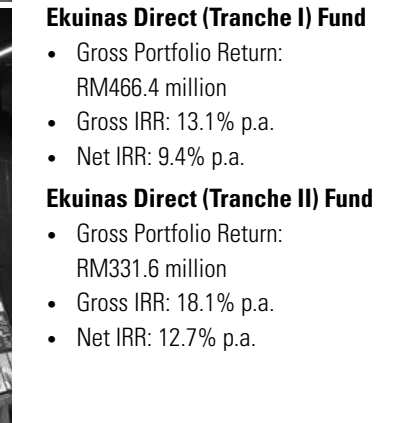 Ekuinas Direct (Tranche I) Fund
• Gross Portfolio Return:
RM466.4 million
• Gross IRR: 13.1% p.a.
• Net IRR: 9.4% p.a.
Ekuinas Direct (Tranche II) Fund
• Gross Portfolio Return:
RM331.6 million
• Gross IRR: 18.1% p.a.
• Net IRR: 12.7% p.a.